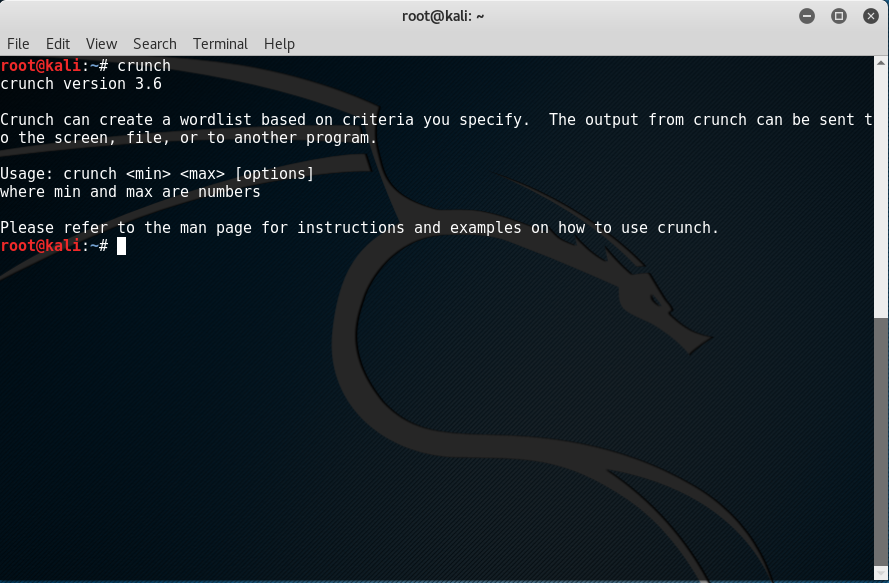 root@kali: ~
File Edit View Search Terminal Help
root@kali:~# crunch
crunch version 3.6
Crunch can create a wordlist based on criteria you specify.  The output from crunch can be sent t
o the screen, file, or to another program.
Usage: crunch <min> <max> [options]
where min and max are numbers
Please refer to the man page for instructions and examples on how to use crunch.
root@kali:~#